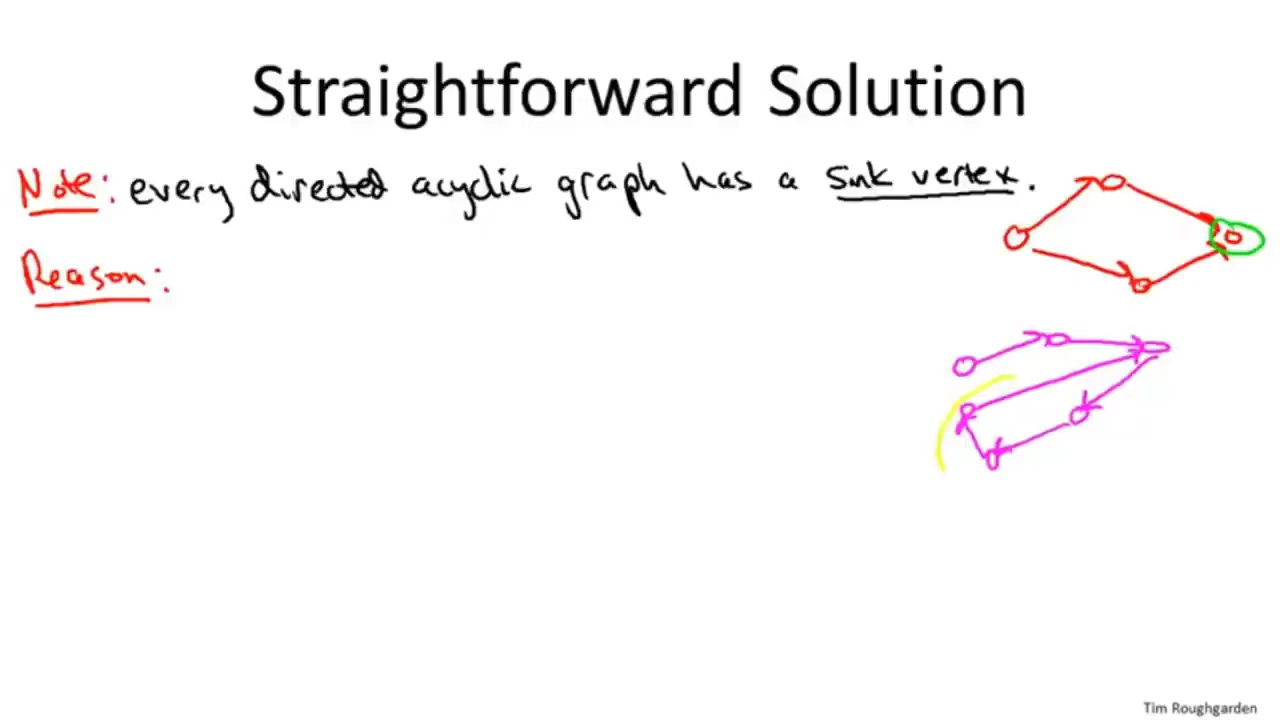 Straightforward Solution
Note: every directed acyclic graph has a sink vertex.
Reason:
Tim Roughgarden